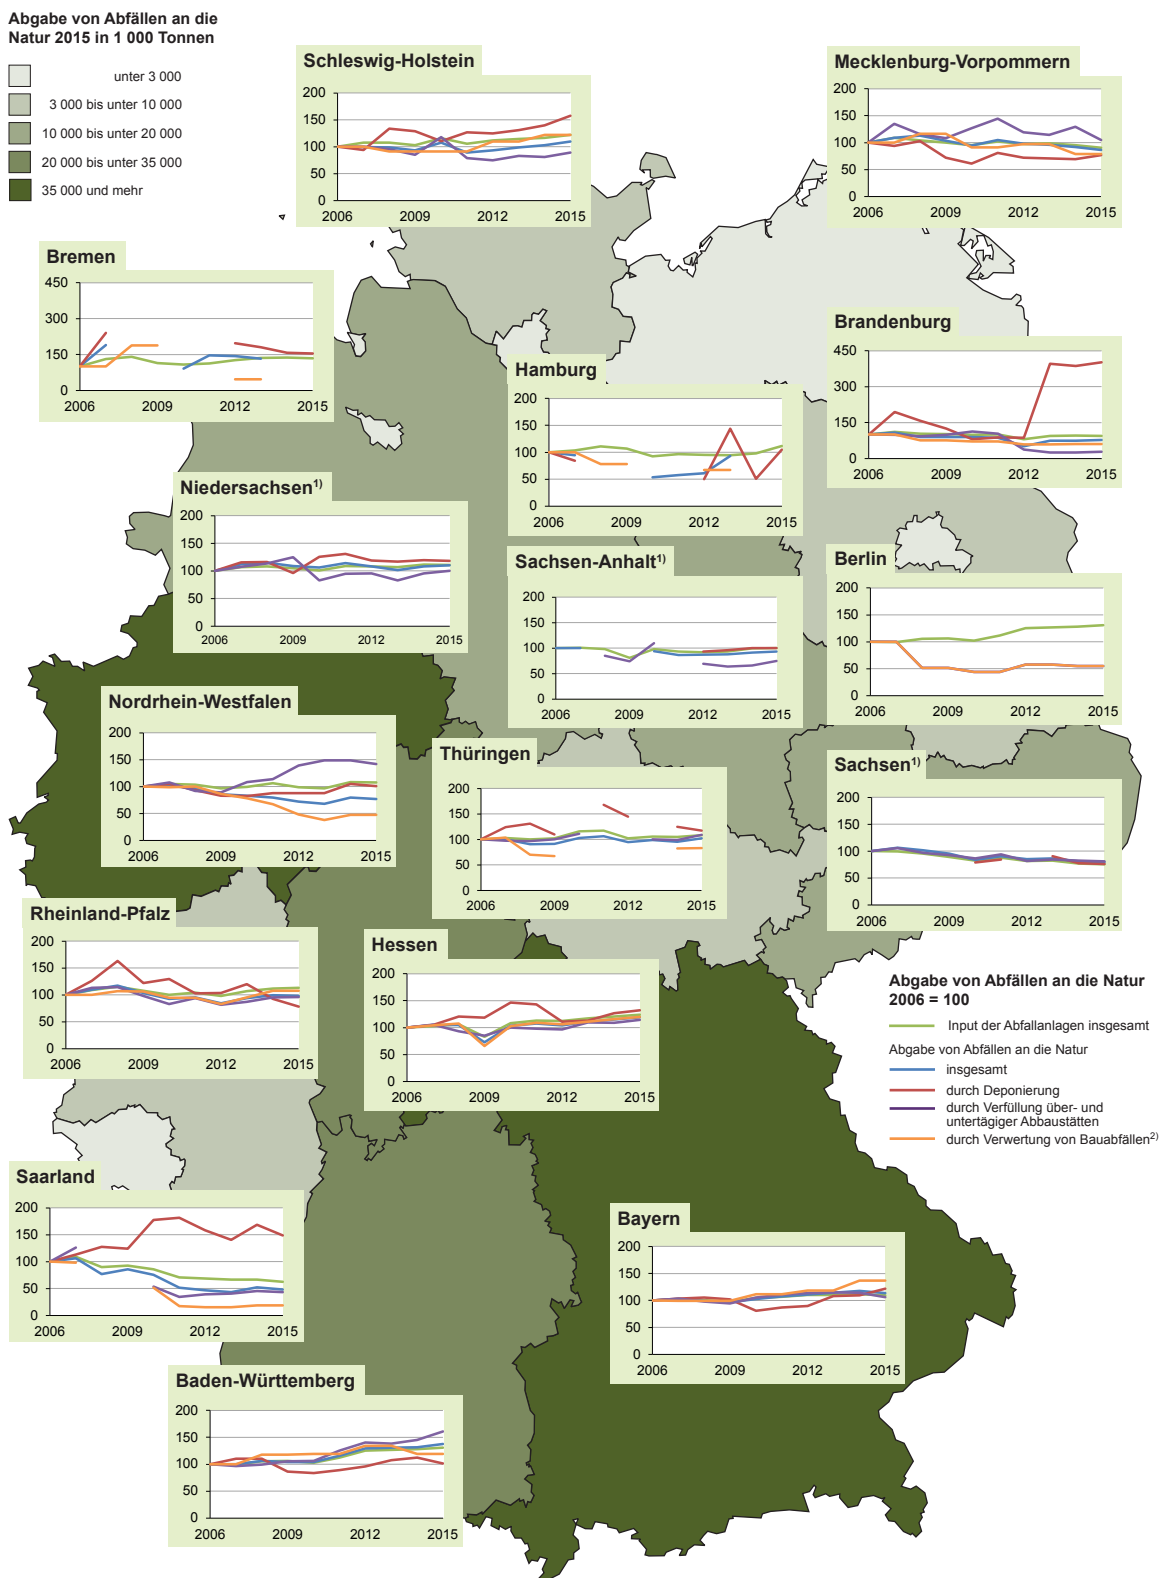 Abgabe von Abfällen an die
Natur 2015 in 1 000 Tonnen
unter 3 000
3 000 bis unter 10 000
10 000 bis unter 20 000
20 000 bis unter 35 000
35 000 und mehr
Schleswig-Holstein
200
150
100
50
0
2006 2009 2012 2015
Mecklenburg-Vorpommern
200
150
100
50
0
2006 2009 2012 2015
Bremen
450
300
150
0
2006 2009 2012 2015
Brandenburg
450
300
150
0
2006 2009 2012 2015
Hamburg
200
150
100
50
0
2006 2009 2012 2015
Niedersachsen1)
200
150
100
50
0
2006 2009 2012 2015
Sachsen-Anhalt1)
200
150
100
50
0
2006 2009 2012 2015
Berlin
200
150
100
50
0
2006 2009 2012 2015
Nordrhein-Westfalen
200
150
100
50
0
2006 2009 2012 2015
Thüringen
200
150
100
50
0
2006 2009 2012 2015
Sachsen1)
200
150
100
50
0
2006 2009 2012 2015
Rheinland-Pfalz
200
150
100
50
0
2006 2009 2012 2015
Hessen
200
150
100
50
0
2006 2009 2012 2015
Abgabe von Abfällen an die Natur
2006 = 100
Input der Abfallanlagen insgesamt
Abgabe von Abfällen an die Natur
insgesamt
durch Deponierung
durch Verfüllung über- und
untertägiger Abbaustätten
durch Verwertung von Bauabfällen2)
Saarland
200
150
100
50
0
2006 2009 2012 2015
Bayern
200
150
100
50
0
2006 2009 2012 2015
Baden-Württemberg
200
150
100
50
0
2006 2009 2012 2015